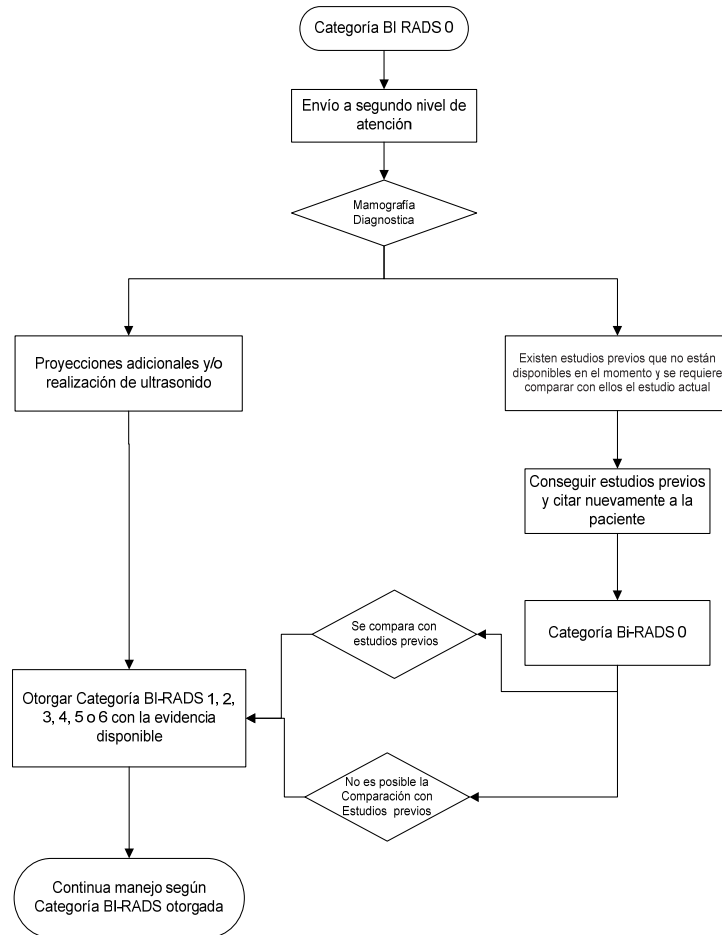 Categoría BI RADS 0
Envío a segundo nivel de
atención
Mamografía
Diagnostica
Proyecciones adicionales y/o
realización de ultrasonido
Existen estudios previos que no están
disponibles en el momento y se requiere
comparar con ellos el estudio actual
Conseguir estudios previos
y citar nuevamente a la
paciente
Categoría Bi-RADS 0
Se compara con
estudios previos
Otorgar Categoría BI-RADS 1, 2,
3, 4, 5 o 6 con la evidencia
disponible
No es posible la
Comparación con
Estudios previos
Continua manejo según
Categoría BI-RADS otorgada